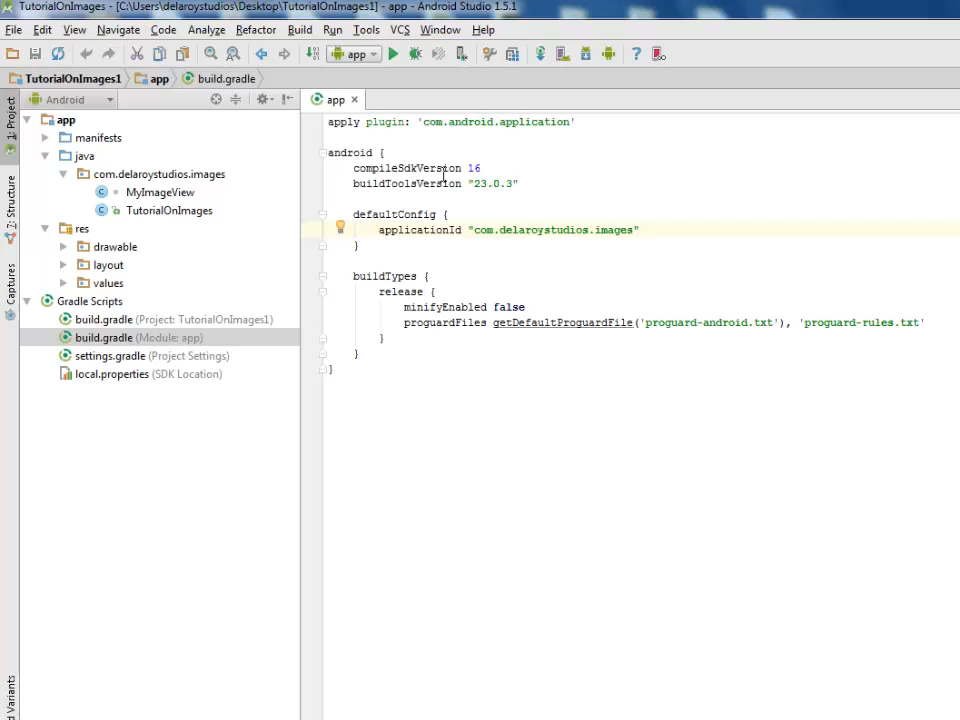 TutorialOnImages - [C:\Users\delaroystudios\Desktop\TutorialOnImages1] - app - Android Studio 1.5.1
File Edit View Navigate Code Analyze Refactor Build Run Tools VCS Window Help
app
TutorialOnImages1 app build.gradle
Android
app
1: Project
7: Structure
Captures
app
manifests
java
com.delaroystudios.images
MyImageView
TutorialOnImages
res
drawable
layout
values
Gradle Scripts
build.gradle (Project: TutorialOnImages1)
build.gradle (Module: app)
settings.gradle (Project Settings)
local.properties (SDK Location)
apply plugin: 'com.android.application'
android {
compileSdkVersion 16
buildToolsVersion "23.0.3"
defaultConfig {
applicationId "com.delaroystudios.images"
}
buildTypes {
release {
minifyEnabled false
proguardFiles getDefaultProguardFile('proguard-android.txt'), 'proguard-rules.txt'
}
}
}
Variants